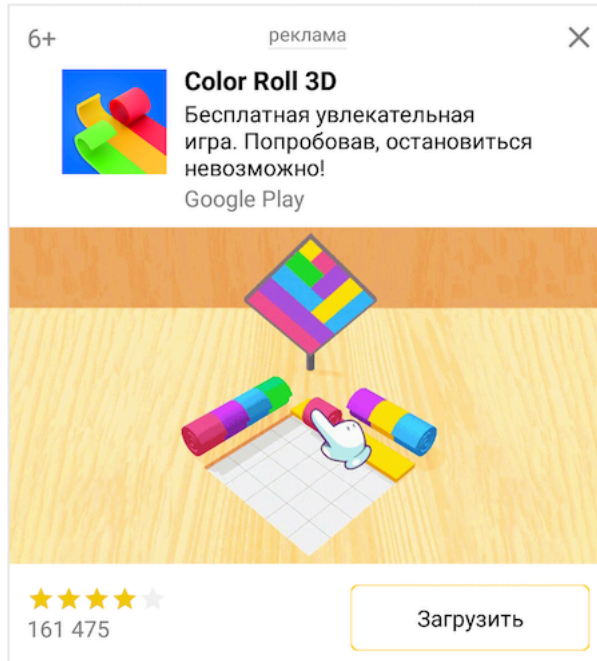 6+
реклама
Color Roll 3D
Бесплатная увлекательная
игра. Попробовав, остановиться
невозможно!
Google Play
161 475
Загрузить